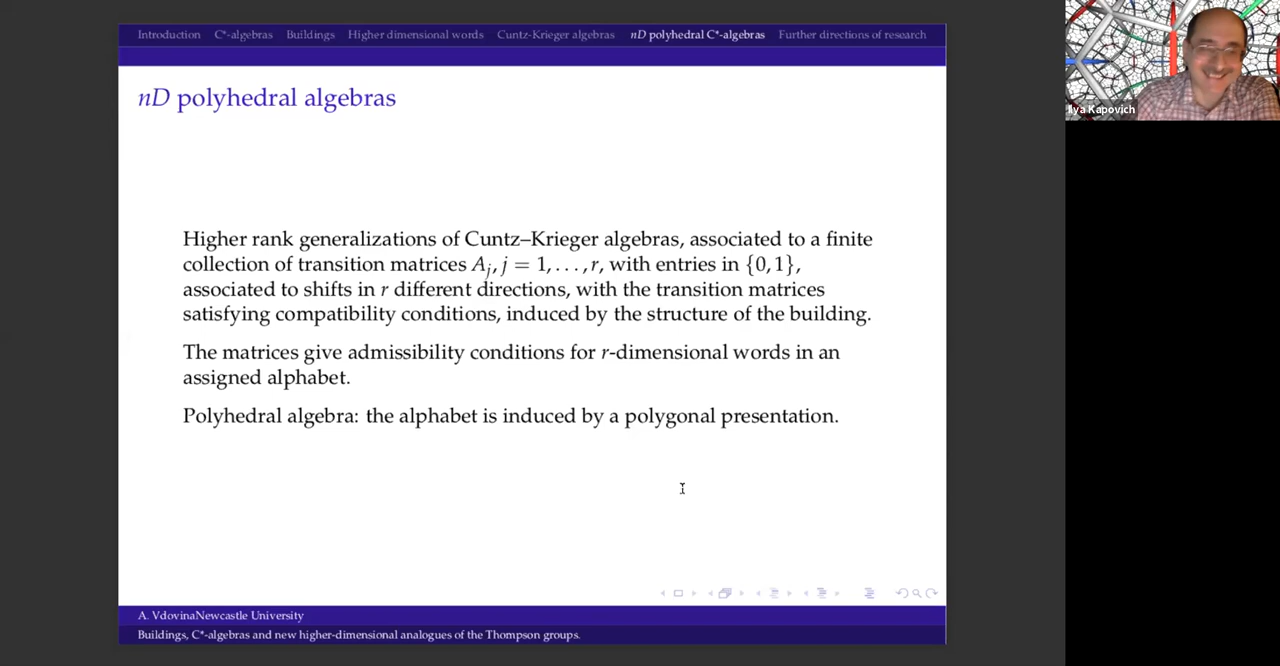 Introduction C*-algebras Buildings Higher dimensional words Cuntz-Krieger algebras nD polyhedral C*-algebras Further directions of research
nD polyhedral algebras
Higher rank generalizations of Cuntz–Krieger algebras, associated to a finite
collection of transition matrices Aj, j = 1, . . . , r, with entries in {0, 1},
associated to shifts in r different directions, with the transition matrices
satisfying compatibility conditions, induced by the structure of the building.
The matrices give admissibility conditions for r-dimensional words in an
assigned alphabet.
Polyhedral algebra: the alphabet is induced by a polygonal presentation.
A. VdovinaNewcastle University
Buildings, C*-algebras and new higher-dimensional analogues of the Thompson groups.
Ilya Kapovich